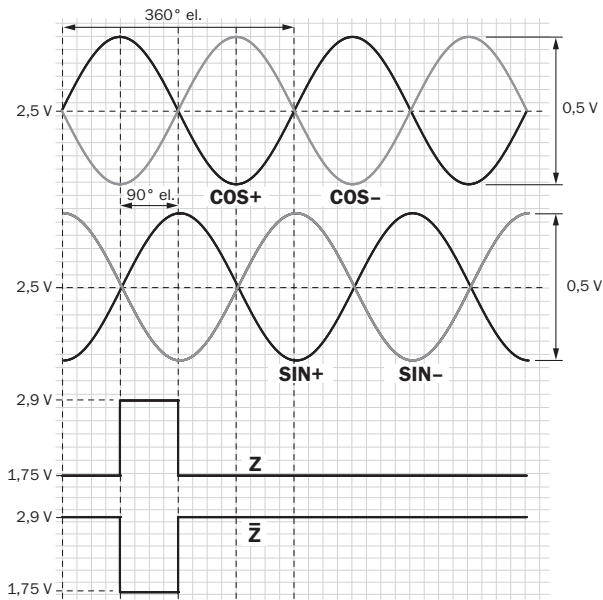 360° el.
2,5 V
0,5 V
COS+ COS–
90° el.
2,5 V
0,5 V
SIN+ SIN–
2,9 V
Z
1,75 V
2,9 V
Z̅
1,75 V